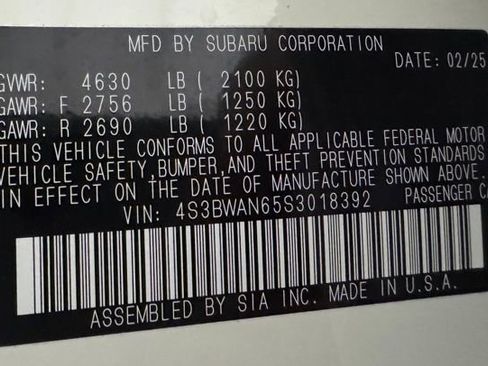 MFD BY SUBARU CORPORATION
DATE: 02/25
GVWR: 4630 LB ( 2100 KG)
GAWR: F 2756 LB ( 1250 KG)
GAWR: R 2690 LB ( 1220 KG)
THIS VEHICLE CONFORMS TO ALL APPLICABLE FEDERAL MOTOR
VEHICLE SAFETY, BUMPER, AND THEFT PREVENTION STANDARDS
IN EFFECT ON THE DATE OF MANUFACTURE SHOWN ABOVE.
VIN: 4S3BWAN65S3018392 PASSENGER
ASSEMBLED BY SIA INC. MADE IN U.S.A.